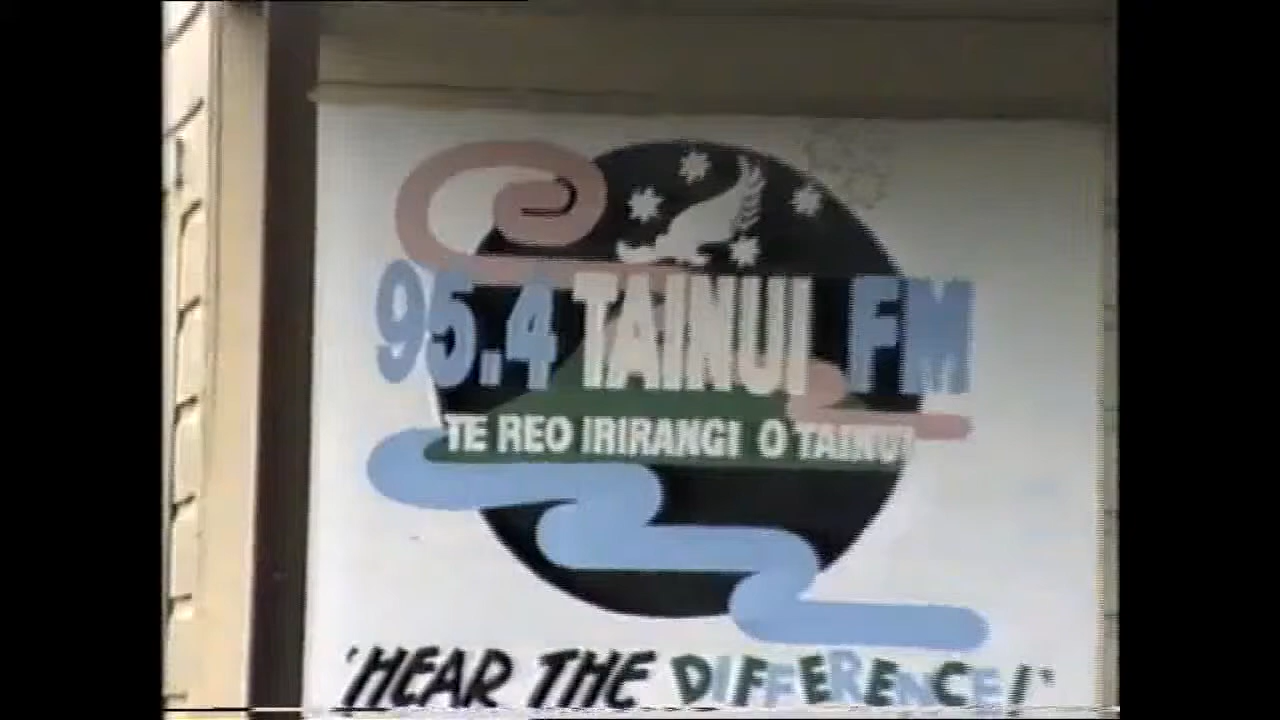 95.4 TAINUI FM
TE REO IRIRANGI O TAINUI
'HEAR THE DIFFERENCE!'